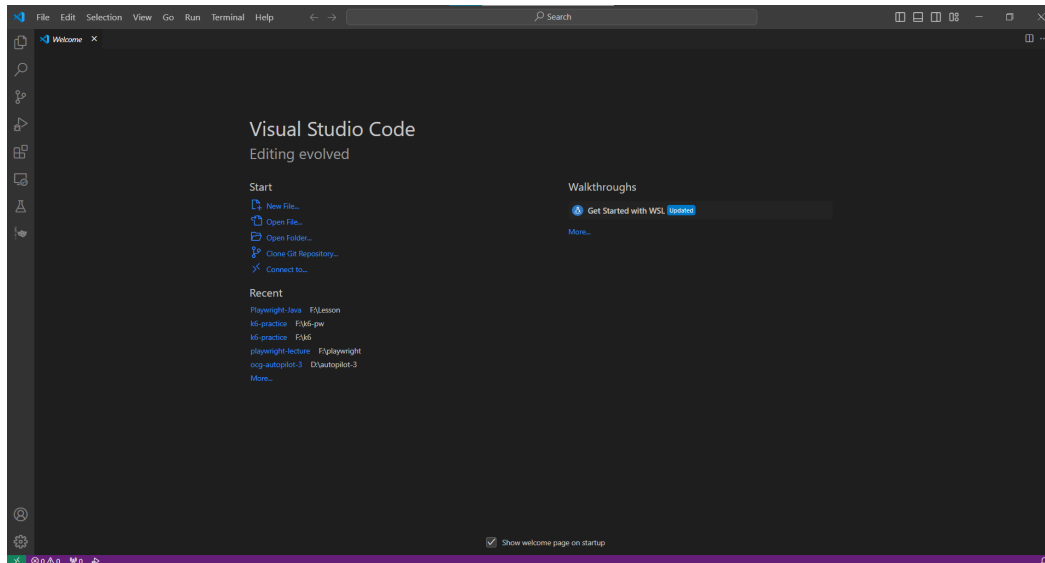 File Edit Selection View Go Run Terminal Help Search
Welcome
Visual Studio Code
Editing evolved
Start
New File...
Open File...
Open Folder...
Clone Git Repository...
Connect to...
Recent
Playwright-Java F:\Lesson
k6-practice F:\k6-pw
k6-practice F:\k6
playwright-lecture F:\playwright
ocg-autopilot-3 D:\autopilot-3
More...
Walkthroughs
Get Started with WSL Updated
More...
Show welcome page on startup
0 0 0